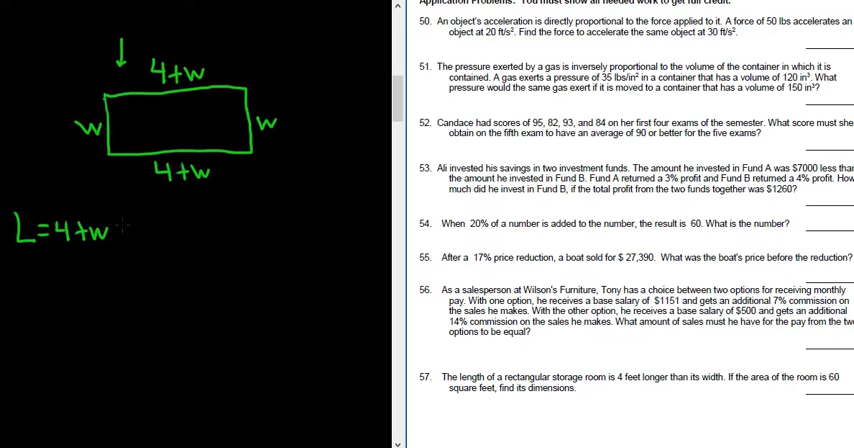 4+w
w
w
4+w
L=4+w
Application Problems: You must show all needed work to get full credit.
50. An object's acceleration is directly proportional to the force applied to it. A force of 50 lbs accelerates an
object at 20 ft/s². Find the force to accelerate the same object at 30 ft/s².
51. The pressure exerted by a gas is inversely proportional to the volume of the container in which it is
contained. A gas exerts a pressure of 35 lbs/in² in a container that has a volume of 120 in³. What
pressure would the same gas exert if it is moved to a container that has a volume of 150 in³?
52. Candace had scores of 95, 82, 93, and 84 on her first four exams of the semester. What score must she
obtain on the fifth exam to have an average of 90 or better for the five exams?
53. Ali invested his savings in two investment funds. The amount he invested in Fund A was $7000 less than
the amount he invested in Fund B. Fund A returned a 3% profit and Fund B returned a 4% profit. How
much did he invest in Fund B, if the total profit from the two funds together was $1260?
54. When 20% of a number is added to the number, the result is 60. What is the number?
55. After a 17% price reduction, a boat sold for $ 27,390. What was the boat's price before the reduction?
56. As a salesperson at Wilson's Furniture, Tony has a choice between two options for receiving monthly
pay. With one option, he receives a base salary of $1151 and gets an additional 7% commission on
the sales he makes. With the other option, he receives a base salary of $500 and gets an additional
14% commission on the sales he makes. What amount of sales must he have for the pay from the two
options to be equal?
57. The length of a rectangular storage room is 4 feet longer than its width. If the area of the room is 60
square feet, find its dimensions.